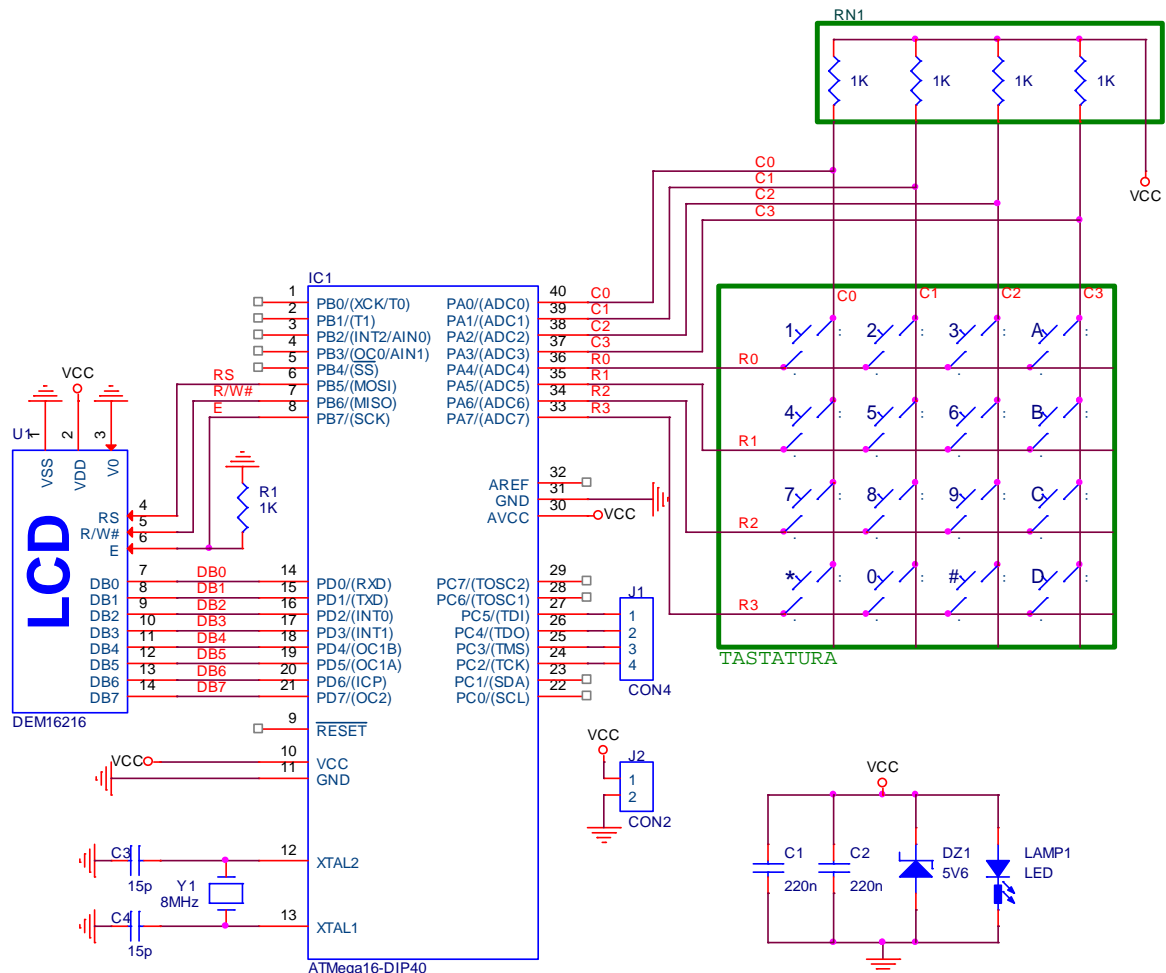 RN1
1K 1K 1K 1K
VCC
C0
C1
C2
C3
IC1
1 PB0/(XCK/T0)
2 PB1/(T1)
3 PB2/(INT2/AIN0)
4 PB3/(OC0/AIN1)
5 PB4/(SS)
6 PB5/(MOSI)
7 PB6/(MISO)
8 PB7/(SCK)
PA0/(ADC0) 40 C0
PA1/(ADC1) 39 C1
PA2/(ADC2) 38 C2
PA3/(ADC3) 37 C3
PA4/(ADC4) 36 R0
PA5/(ADC5) 35 R1
PA6/(ADC6) 34 R2
PA7/(ADC7) 33 R3
AREF 32
GND 31
AVCC 30 VCC
PC7/(TOSC2) 29
PC6/(TOSC1) 28
PC5/(TDI) 27
PC4/(TDO) 26
PC3/(TMS) 25
PC2/(TCK) 24
PC1/(SDA) 23
PC0/(SCL) 22
RS
R/W#
E
VCC
U1
1 2 3
VSS VDD V0
LCD
RS 4
R/W# 5
E 6
R1
1K
DB0 7 DB0 14 PD0/(RXD)
DB1 8 DB1 15 PD1/(TXD)
DB2 9 DB2 16 PD2/(INT0)
DB3 10 DB3 17 PD3/(INT1)
DB4 11 DB4 18 PD4/(OC1B)
DB5 12 DB5 19 PD5/(OC1A)
DB6 13 DB6 20 PD6/(ICP)
DB7 14 DB7 21 PD7/(OC2)
DEM16216
9 RESET
VCC 10 VCC
11 GND
C3
15p
12 XTAL2
Y1
8MHz
C4
15p
13 XTAL1
ATMega16-DIP40
J1
1
2
3
4
CON4
VCC
J2
1
2
CON2
C0 C1 C2 C3
1 2 3 A
R0
4 5 6 B
R1
7 8 9 C
R2
* 0 # D
R3
TASTATURA
VCC
C1
220n
C2
220n
DZ1
5V6
LAMP1
LED